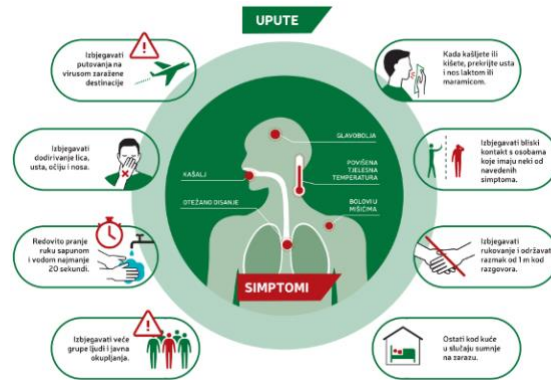 UPUTE
Izbjegavati
putovanja na
virusom zaražene
destinacije
Kada kašljete ili
kišete, prekrijte usta
i nos laktom ili
maramicom.
Izbjegavati
dodirivanje lica,
usta, očiju i nosa.
Izbjegavati bliski
kontakt s osobama
koje imaju neki od
navedenih
simptoma.
GLAVOBOLJA
KAŠALJ
POVIŠENA
TJELESNA
TEMPERATURA
OTEŽANO DISANJE
BOLOVI U
MIŠIĆIMA
Redovito pranje
ruku sapunom
i vodom najmanje
20 sekundi.
Izbjegavati
rukovanje i održavati
razmak od 1 m kod
razgovora.
SIMPTOMI
Izbjegavati veće
grupe ljudi i javna
okupljanja.
Ostati kod kuće
u slučaju sumnje
na zarazu.